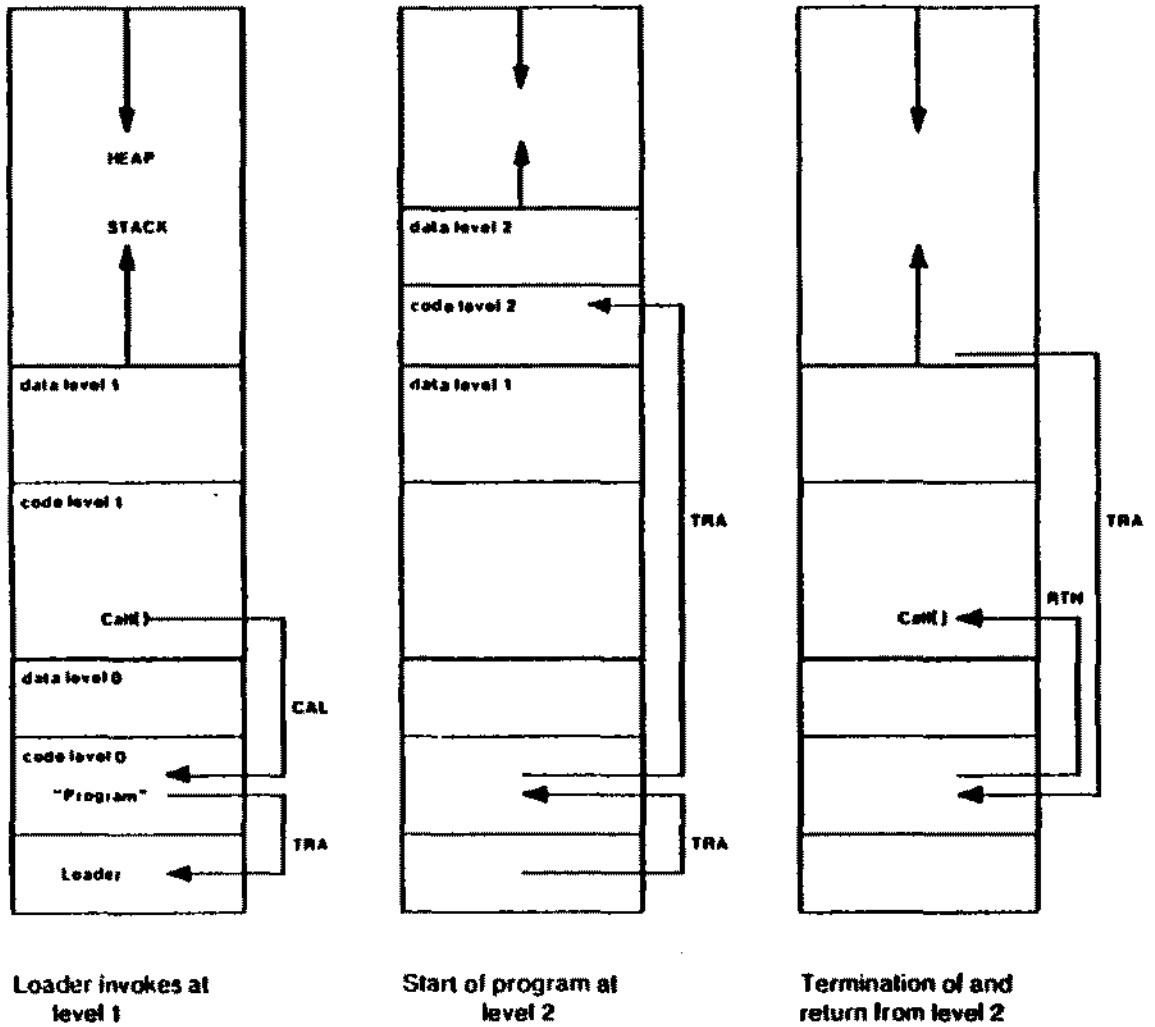 HEAP
STACK
data level 1
code level 1
Call()
data level 0
CAL
code level 0
"Program"
TRA
Loader
Loader invokes at
level 1
data level 2
code level 2
data level 1
TRA
TRA
Start of program at
level 2
TRA
RTN
Call()
Termination of and
return from level 2